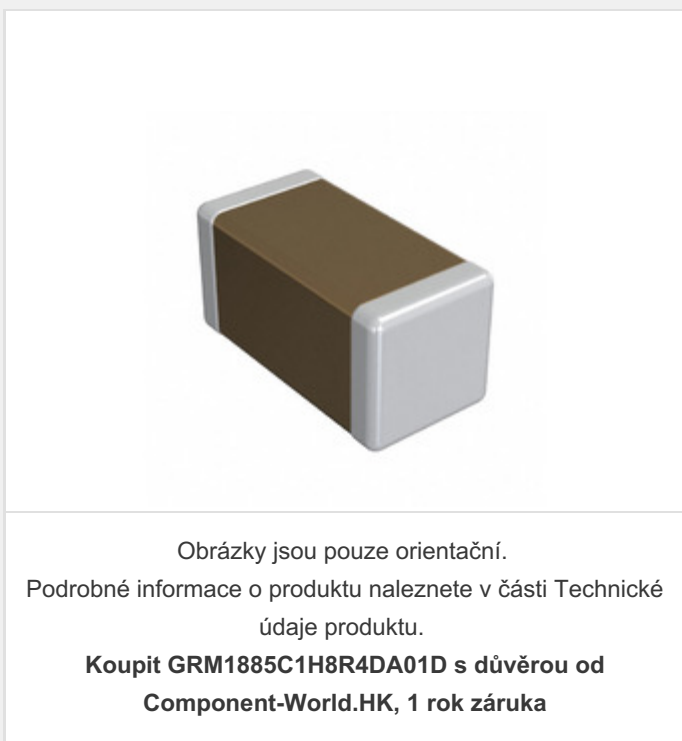 Obrázky jsou pouze orientační.
Podrobné informace o produktu naleznete v části Technické
údaje produktu.
Koupit GRM1885C1H8R4DA01D s důvěrou od
Component-World.HK, 1 rok záruka